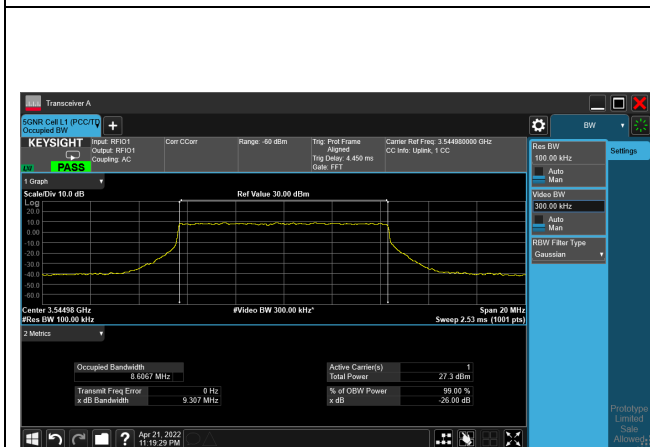 Transceiver A
5GNR Cell L1 (PCC/TD
Occupied BW
BW
KEYSIGHT
LXI
PASS
Input: RFIO1
Output: RFIO1
Coupling: AC
Corr CCorr
Range: -60 dBm
Trig: Prot Frame
Aligned
Trig Delay: 4.450 ms
Gate: FFT
Carrier Ref Freq: 3.544980000 GHz
CC Info: Uplink, 1 CC
1 Graph
Scale/Div 10.0 dB
Ref Value 30.00 dBm
Log
20.0
10.0
0.00
-10.0
-20.0
-30.0
-40.0
-50.0
-60.0
Center 3.54498 GHz
#Video BW 300.00 kHz*
Span 20 MHz
#Res BW 100.00 kHz
Sweep 2.53 ms (1001 pts)
2 Metrics
Occupied Bandwidth
8.6067 MHz
Transmit Freq Error 0 Hz
x dB Bandwidth 9.307 MHz
Active Carrier(s) 1
Total Power 27.3 dBm
% of OBW Power 99.00 %
x dB -26.00 dB
Res BW
100.00 kHz
Auto
Man
Video BW
300.00 kHz
Auto
Man
RBW Filter Type
Gaussian
Settings
Prototype
Limited
Sale
Allowed
Apr 21, 2022
11:19:29 PM